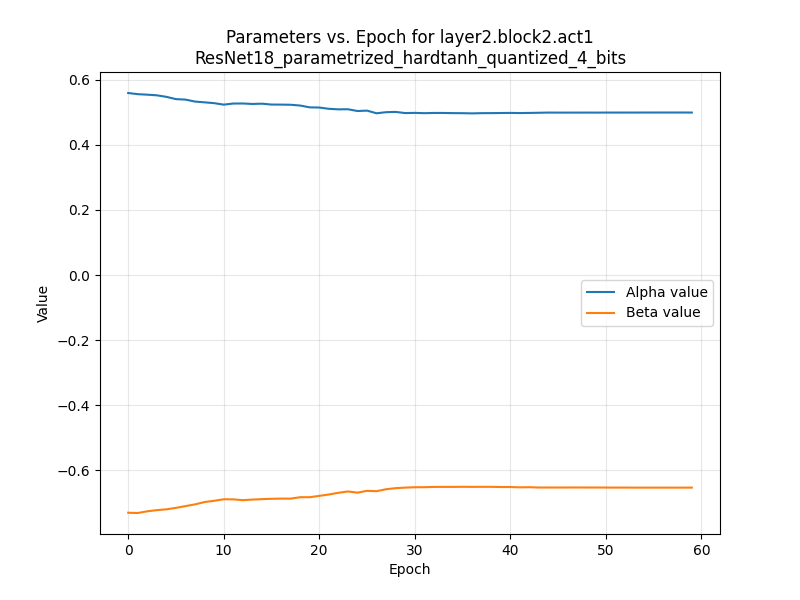 Parameters vs. Epoch for layer2.block2.act1
ResNet18_parametrized_hardtanh_quantized_4_bits
0.6
0.4
0.2
0.0
−0.2
−0.4
−0.6
Value
Alpha value
Beta value
0 10 20 30 40 50 60
Epoch